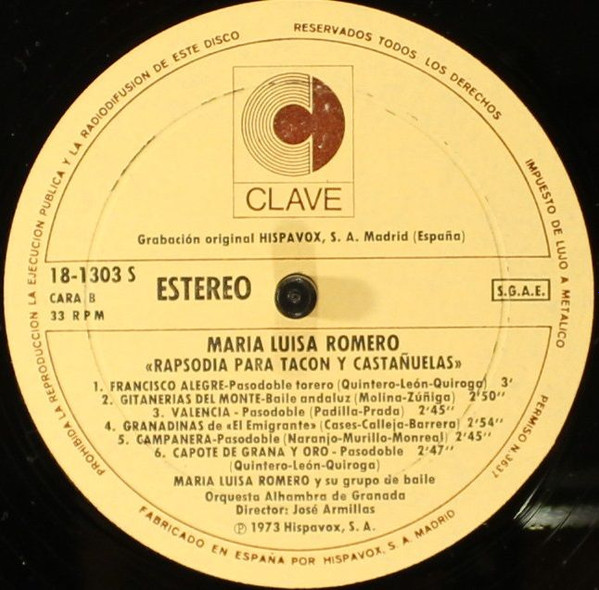 PROHIBIDA LA REPRODUCCION LA EJECUCION PUBLICA Y LA RADIODIFUSION DE ESTE DISCO
RESERVADOS TODOS LOS DERECHOS
IMPUESTO DE LUJO A METALICO
PERMISO N. 3637
CLAVE
Grabación original HISPAVOX, S. A. Madrid (España)
18-1303 S
CARA B
33 RPM
ESTEREO
S.G.A.E.
MARIA LUISA ROMERO
«RAPSODIA PARA TACON Y CASTAÑUELAS»
1. FRANCISCO ALEGRE-Pasodoble torero (Quintero-León-Quiroga) 3'
2. GITANERIAS DEL MONTE-Baile andaluz (Molina-Zúñiga) 2'50''
3. VALENCIA - Pasodoble (Padilla-Prada) 2'45''
4. GRANADINAS de «El Emigrante» (Cases-Calleja-Barrera) 2'54''
5. CAMPANERA-Pasodoble (Naranjo-Murillo-Monreal) 2'45''
6. CAPOTE DE GRANA Y ORO - Pasodoble 2'47''
(Quintero-León-Quiroga)
MARIA LUISA ROMERO y su grupo de baile
Orquesta Alhambra de Granada
Director: José Armillas
Ⓟ 1973 Hispavox, S. A.
FABRICADO EN ESPAÑA POR HISPAVOX, S. A. MADRID